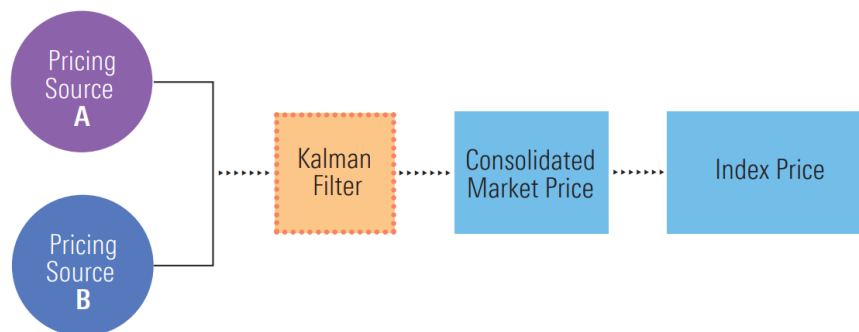 Pricing
Source
A
Pricing
Source
B
Kalman
Filter
Consolidated
Market Price
Index Price